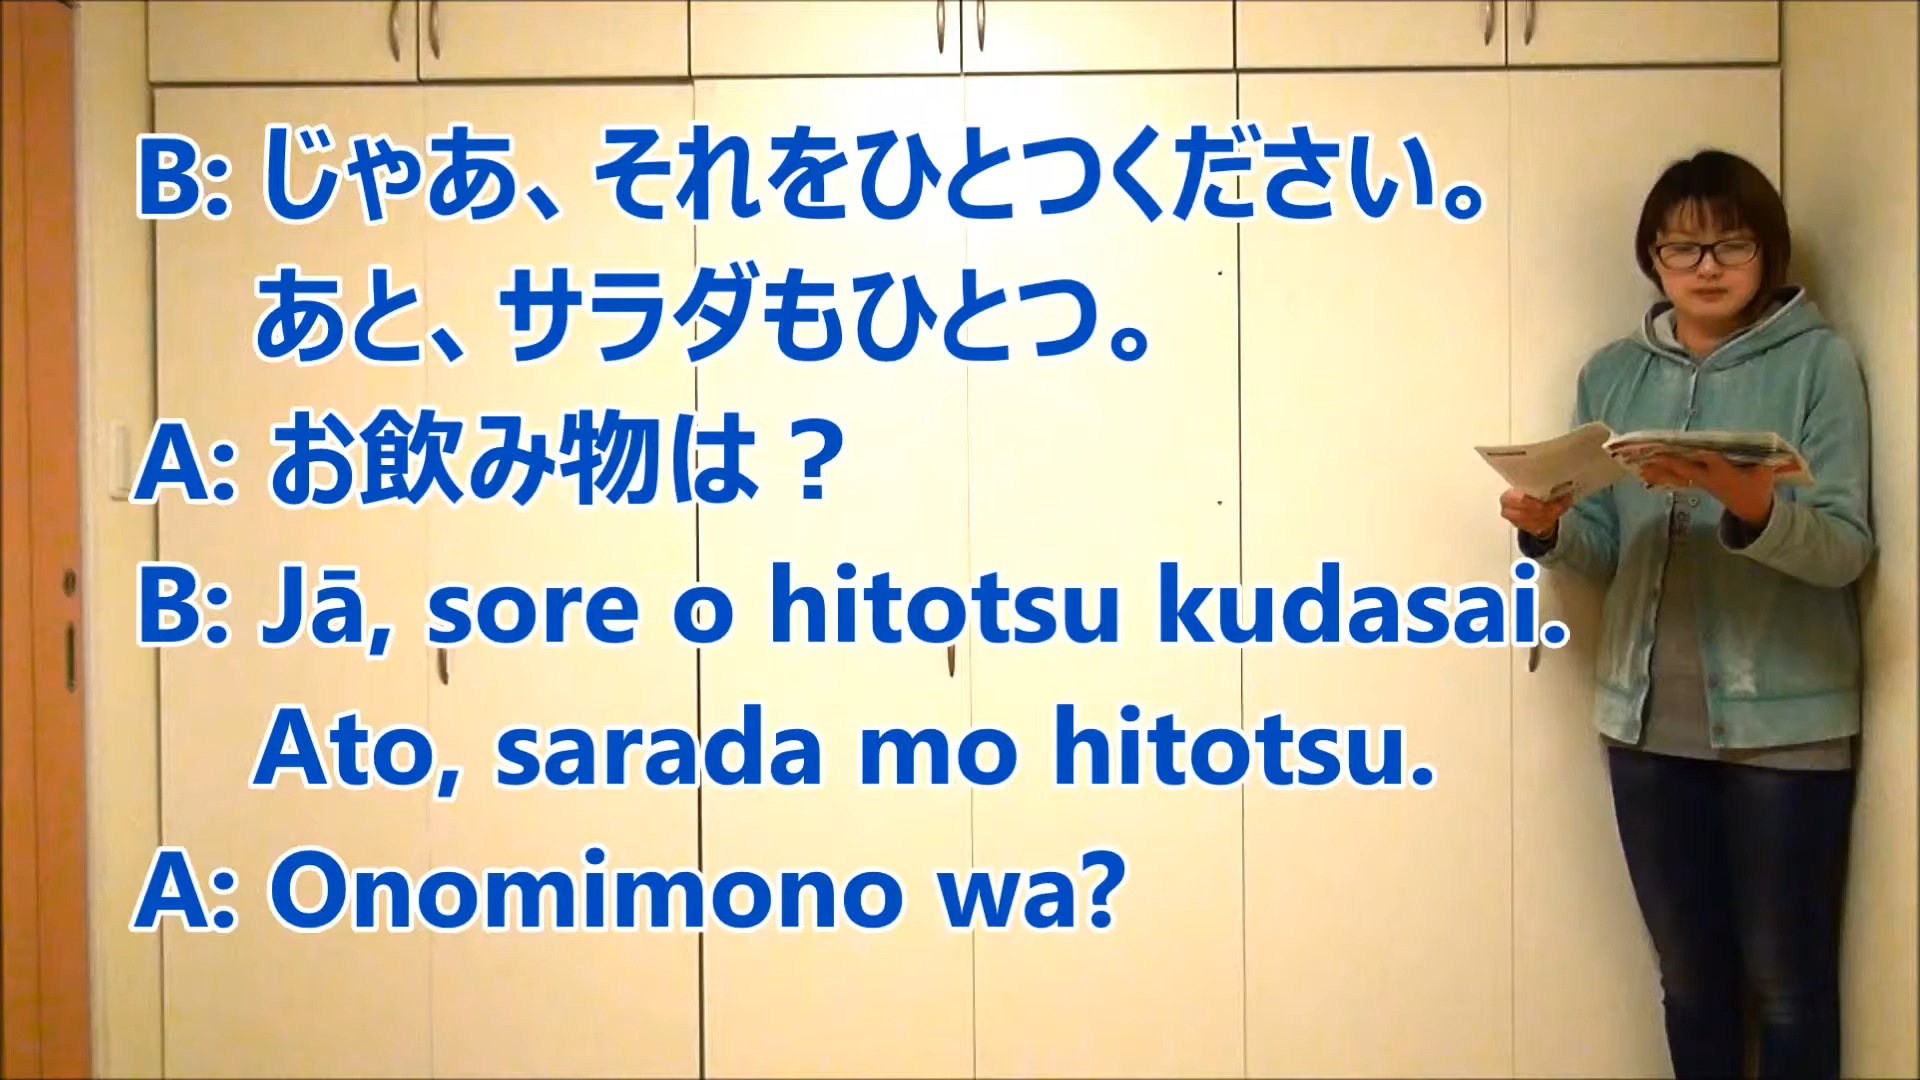 B: じゃあ、それをひとつください。
あと、サラダもひとつ。
A: お飲み物は？
B: Jā, sore o hitotsu kudasai.
Ato, sarada mo hitotsu.
A: Onomimono wa?